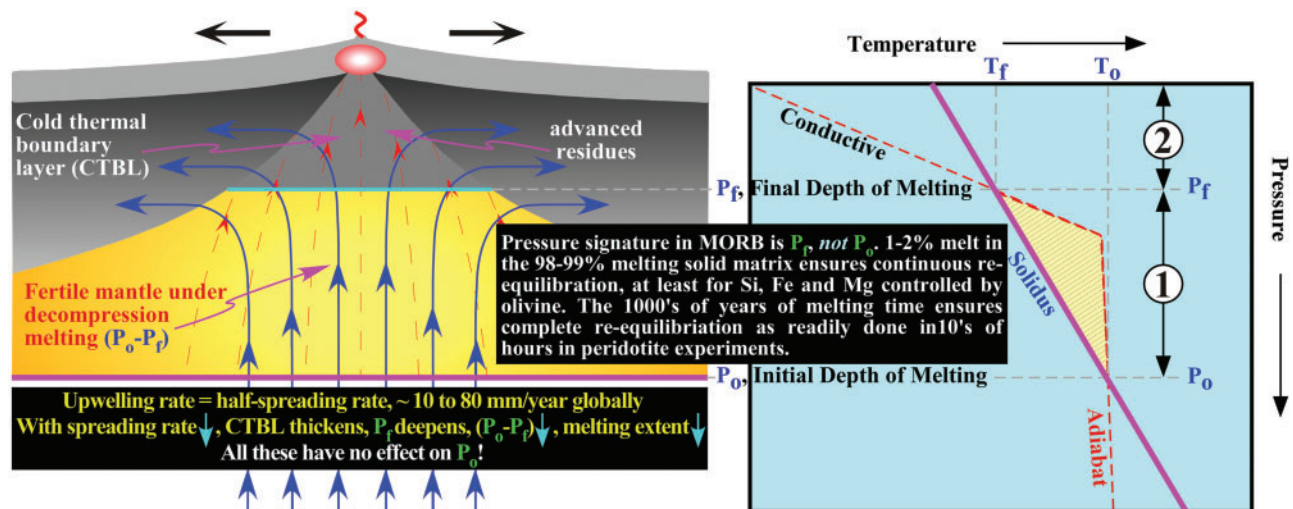 Cold thermal
boundary
layer (CTBL)
advanced
residues
Fertile mantle under
decompression
melting (Po-Pf)
Upwelling rate = half-spreading rate, ~ 10 to 80 mm/year globally
With spreading rate↓, CTBL thickens, Pf deepens, (Po-Pf)↓, melting extent↓
All these have no effect on Po!
Pf, Final Depth of Melting
Pressure signature in MORB is Pf, not Po. 1-2% melt in
the 98-99% melting solid matrix ensures continuous re-
equilibration, at least for Si, Fe and Mg controlled by
olivine. The 1000's of years of melting time ensures
complete re-equilibriation as readily done in10's of
hours in peridotite experiments.
Po, Initial Depth of Melting
Temperature
Tf
To
Conductive
Solidus
Adiabat
2
Pf
1
Po
Pressure